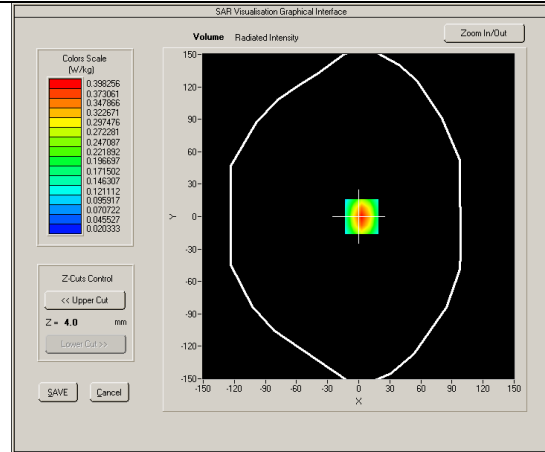 SAR Visualisation Graphical Interface
Volume Radiated Intensity
Zoom In/Out
Colors Scale
(W/kg)
0.398256
0.373061
0.347866
0.322671
0.297476
0.272281
0.247087
0.221892
0.196697
0.171502
0.146307
0.121112
0.095917
0.070722
0.045527
0.020333
Z-Cuts Control
<< Upper Cut
Z = 4.0 mm
Lower Cut >>
SAVE
Cancel
150-
120-
90-
60-
30-
Y 0-
-30-
-60-
-90-
-120-
-150-
-150 -120 -90 -60 -30 0 30 60 90 120 150
X